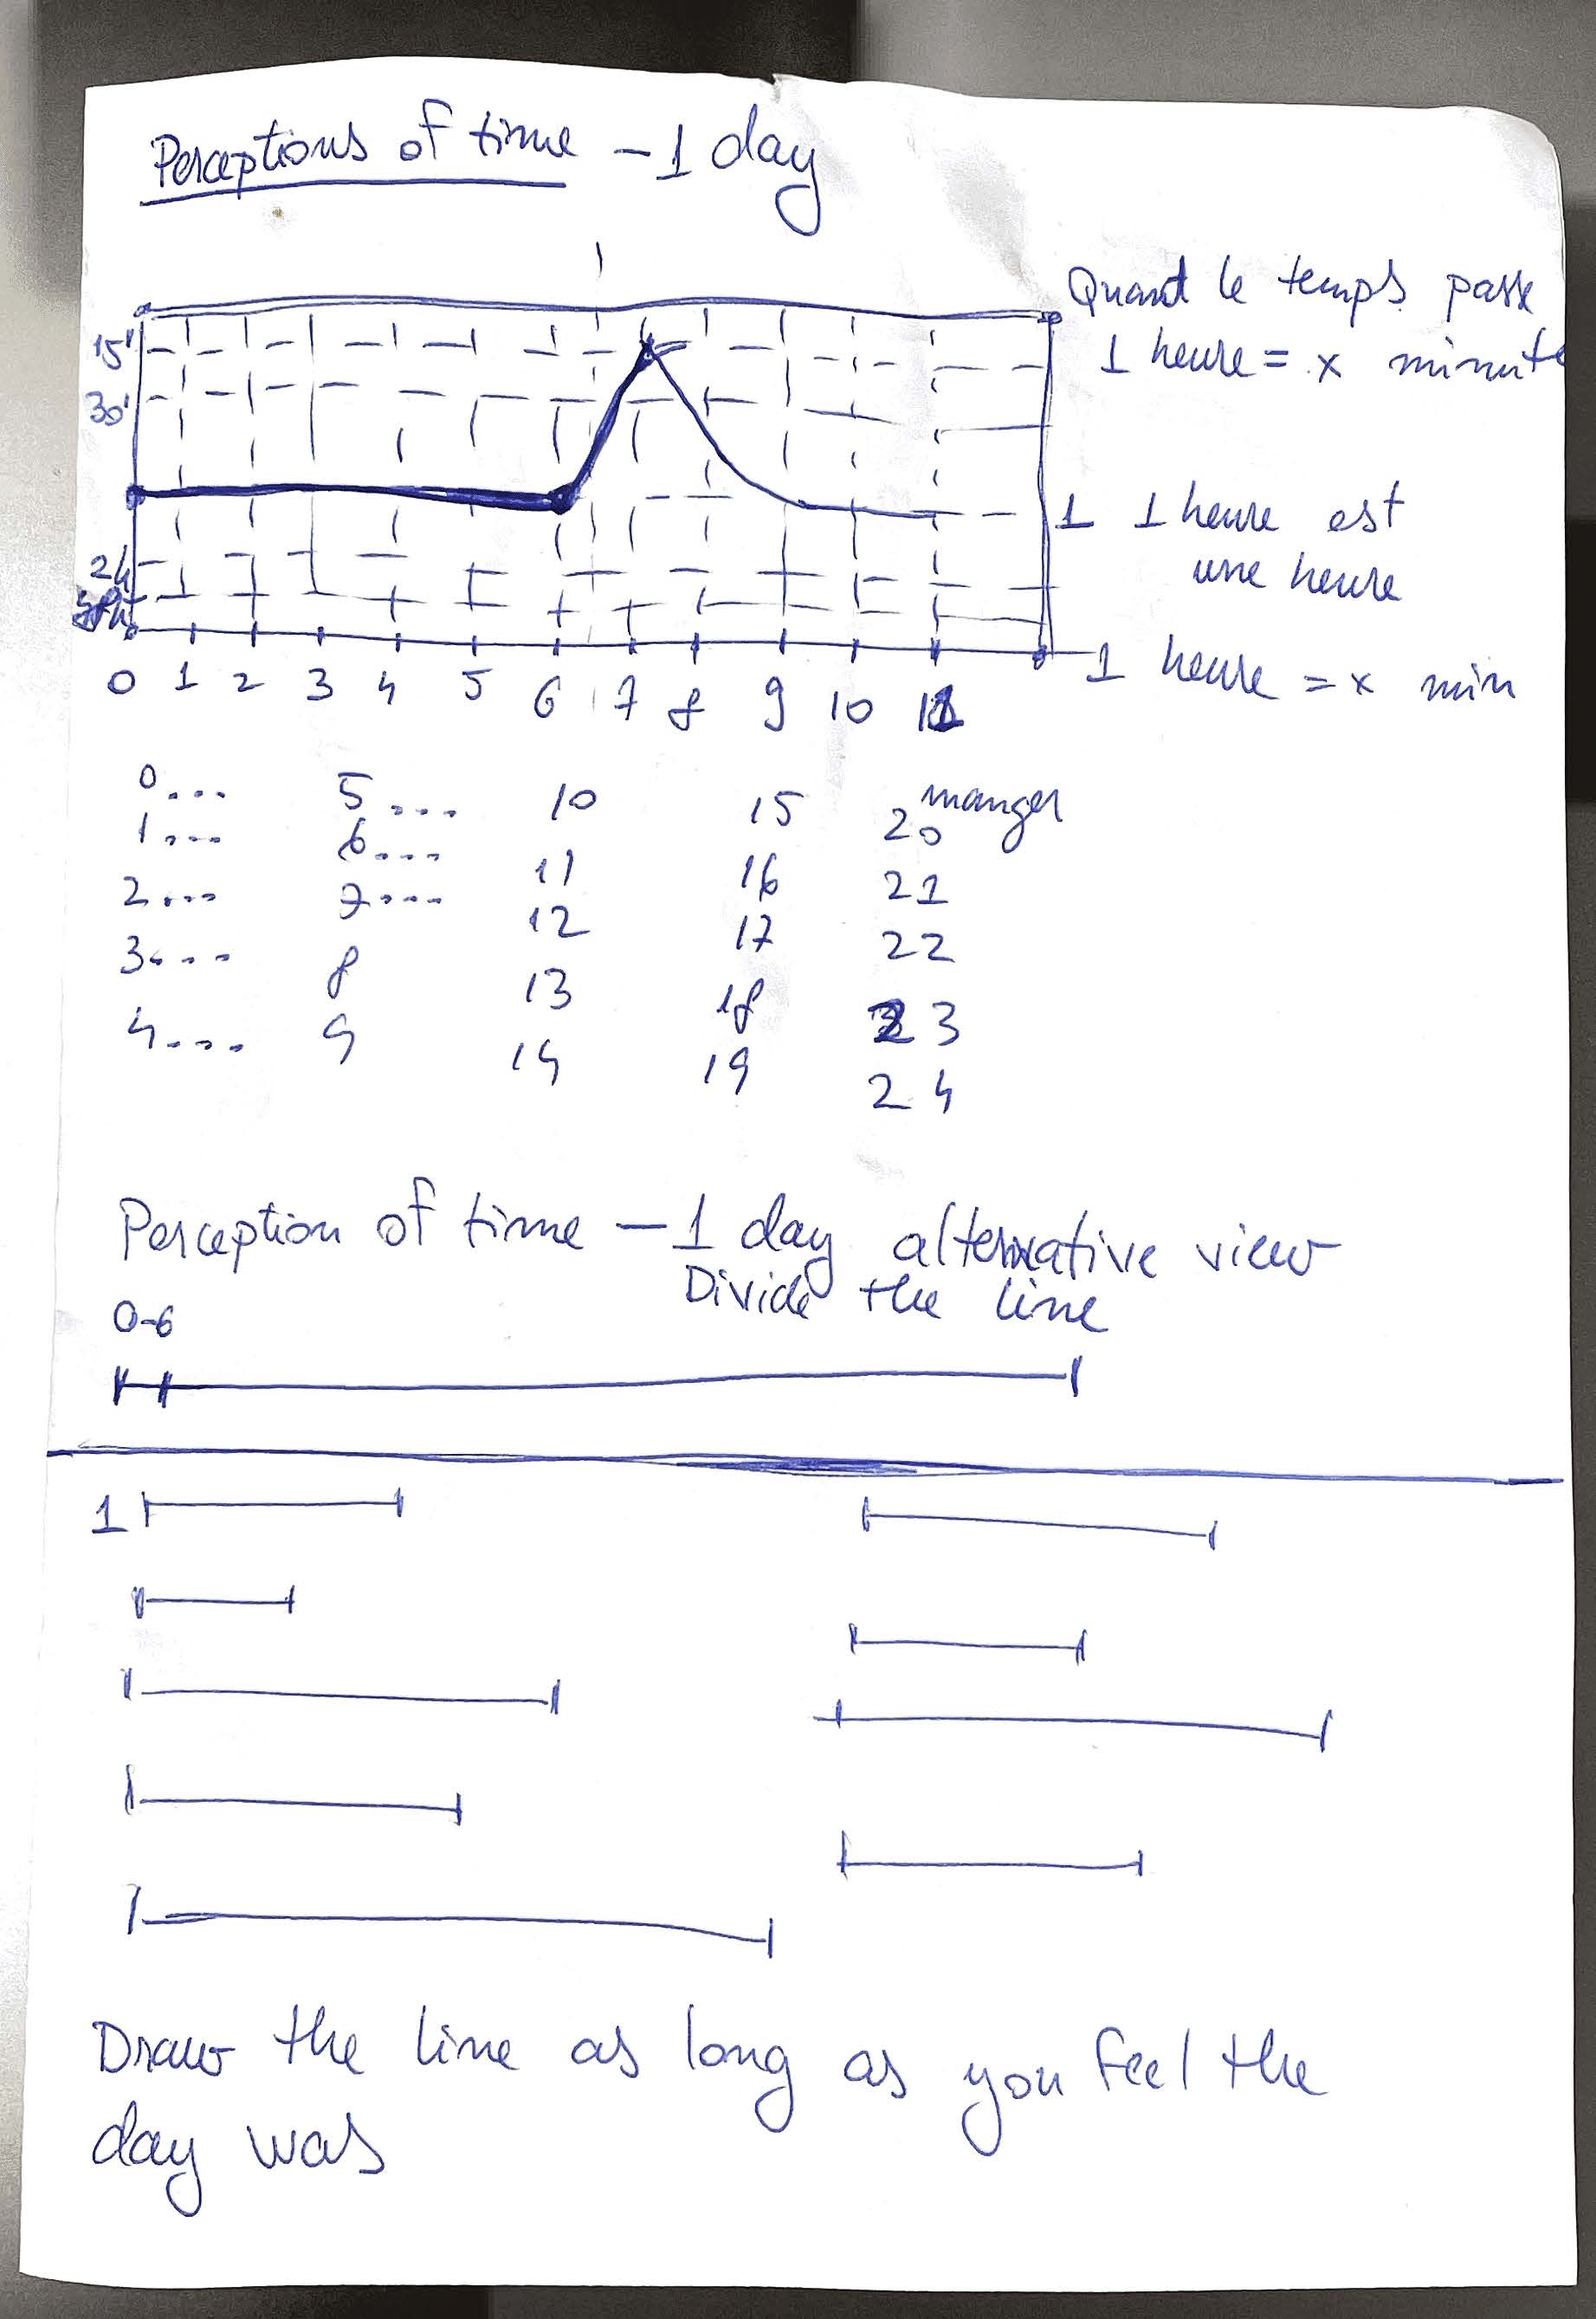 Perceptions of time - 1 day
Quant le temps passe
1 heure = x minute
15'
30'
1 1 heure est
une heure
2h
1 heure = x min
0 1 2 3 4 5 6 7 8 9 10 11
0... 5... 10 15 20 manger
1... 6... 11 16 21
2... 7.... 12 17 22
3... 8 13 18 23
4.... 9 14 19 24
Perception of time - 1 day alternative view
Divide the line
0-6
1
Draw the line as long as you feel the
day was